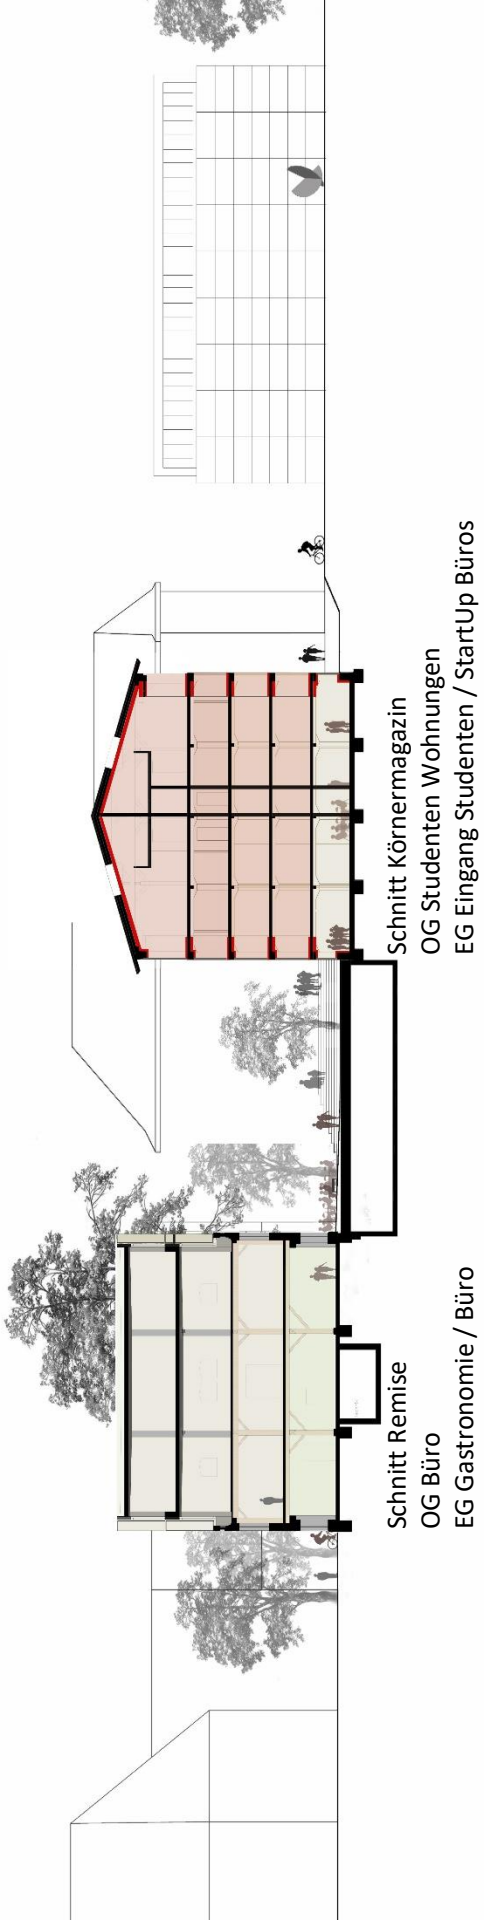 Schnitt Remise
OG Büro
EG Gastronomie / Büro
Schnitt Körnermagazin
OG Studenten Wohnungen
EG Eingang Studenten / StartUp Büros